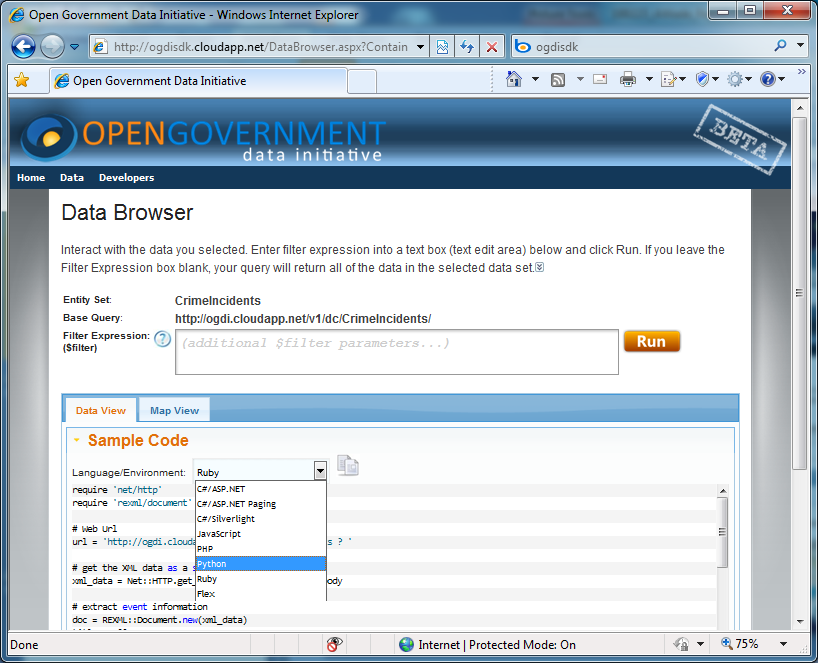 Open Government Data Initiative - Windows Internet Explorer
http://ogdisdk.cloudapp.net/DataBrowser.aspx?Contain
ogdisdk
Open Government Data Initiative
OPENGOVERNMENT
data initiative
BETA
Home Data Developers
Data Browser
Interact with the data you selected. Enter filter expression into a text box (text edit area) below and click Run. If you leave the
Filter Expression box blank, your query will return all of the data in the selected data set.
Entity Set: CrimeIncidents
Base Query: http://ogdi.cloudapp.net/v1/dc/CrimeIncidents/
Filter Expression:
($filter)
? (additional $filter parameters...)
Run
Data View Map View
Sample Code
Language/Environment: Ruby
require 'net/http'
require 'rexml/document'
# Web Url
url = 'http://ogdi.clouda s ? '
# get the XML data as a s
xml_data = Net::HTTP.get_ ody
# extract event information
doc = REXML::Document.new(xml_data)
C#/ASP.NET
C#/ASP.NET Paging
C#/Silverlight
JavaScript
PHP
Python
Ruby
Flex
Done Internet | Protected Mode: On 75%